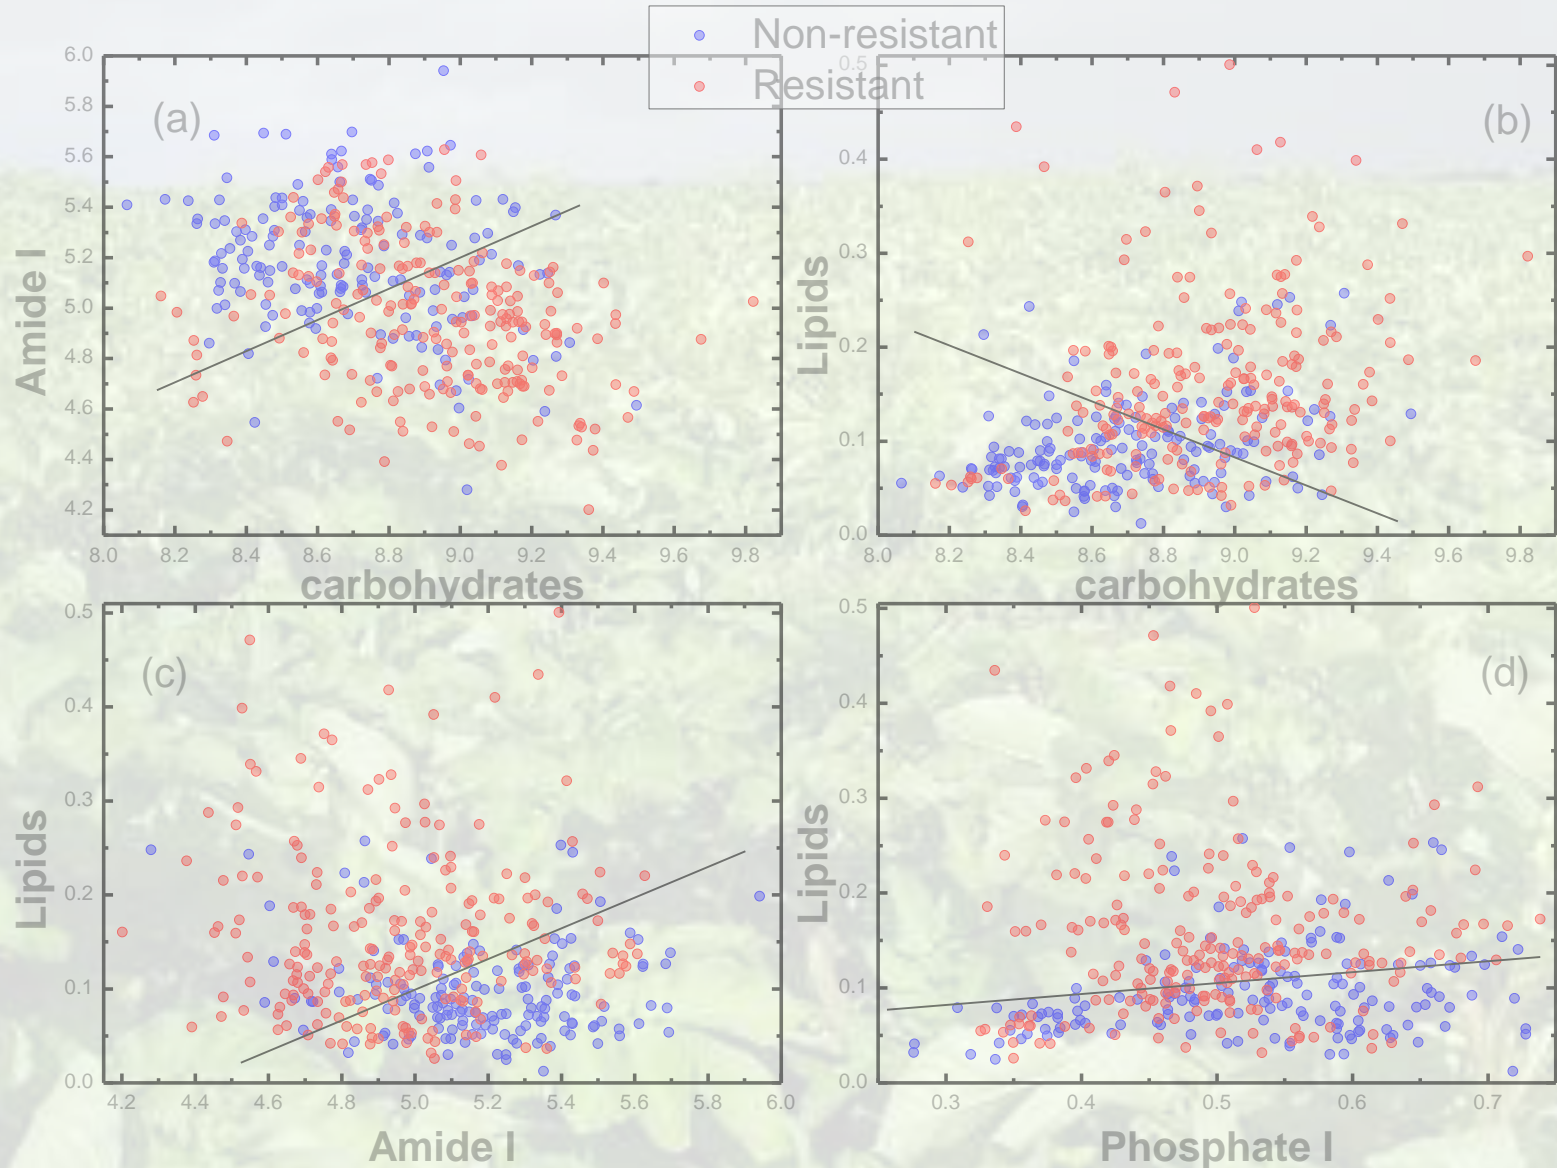 Non-resistant
Resistant
(a)
6.0
5.8
5.6
5.4
5.2
5.0
4.8
4.6
4.4
4.2
Amide I
8.0 8.2 8.4 8.6 8.8 9.0 9.2 9.4 9.6 9.8
carbohydrates
(b)
0.5
0.4
0.3
0.2
0.1
0.0
Lipids
8.0 8.2 8.4 8.6 8.8 9.0 9.2 9.4 9.6 9.8
carbohydrates
(c)
0.5
0.4
0.3
0.2
0.1
0.0
Lipids
4.2 4.4 4.6 4.8 5.0 5.2 5.4 5.6 5.8 6.0
Amide I
(d)
0.5
0.4
0.3
0.2
0.1
0.0
Lipids
0.3 0.4 0.5 0.6 0.7
Phosphate I